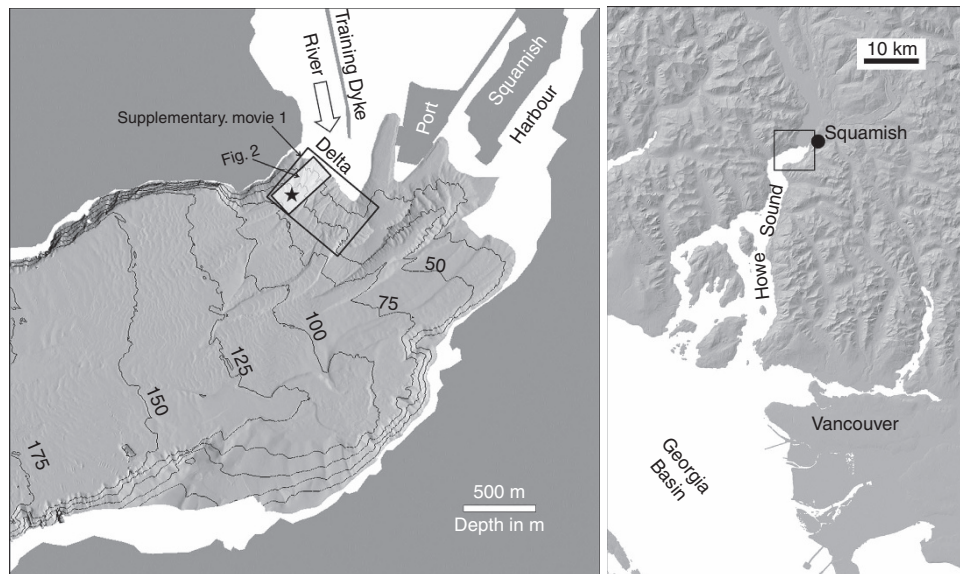 Training Dyke
River
Port
Squamish
Harbour
Supplementary. movie 1
Delta
Fig. 2
50
75
100
125
150
175
500 m
Depth in m
10 km
Squamish
Howe Sound
Vancouver
Georgia
Basin